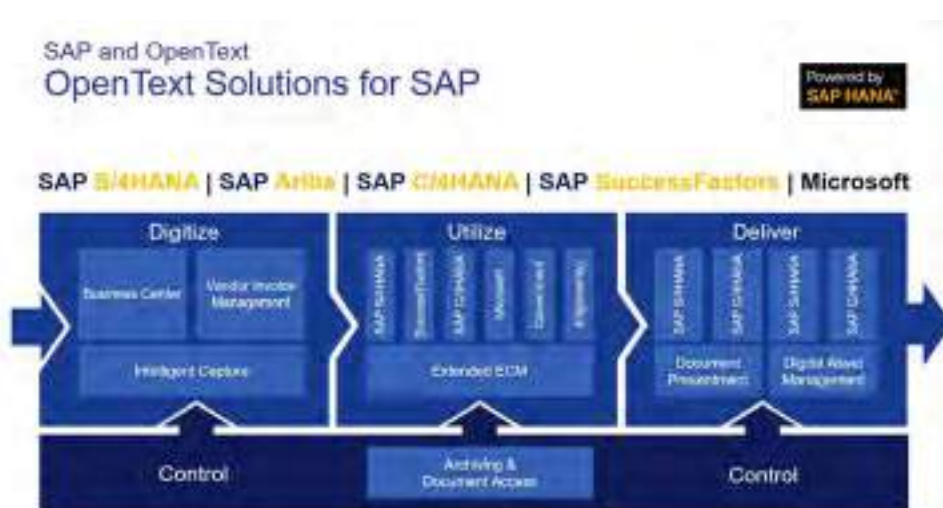 SAP and OpenText
OpenText Solutions for SAP
Powered by
SAP HANA
SAP S/4HANA | SAP Ariba | SAP C/4HANA | SAP SuccessFactors | Microsoft
Digitize
Business Center
Vendor Invoice
Management
Intelligent Capture
Utilize
SAP S/4HANA
SuccessFactors
SAP C/4HANA
Microsoft
Extended ECM
Deliver
SAP S/4HANA
SAP C/4HANA
SAP S/4HANA
SAP C/4HANA
Document
Presentment
Digital Asset
Management
Control
Archiving &
Document Access
Control